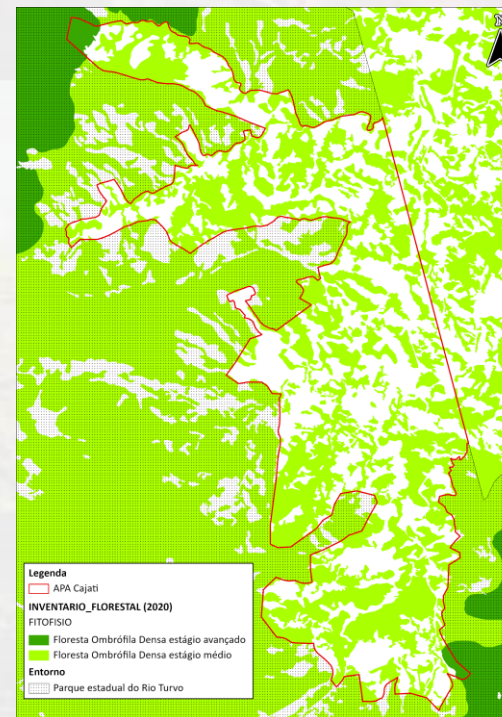 N
Legenda
APA Cajati
INVENTARIO_FLORESTAL (2020)
FITOFISIO
Floresta Ombrófila Densa estágio avançado
Floresta Ombrófila Densa estágio médio
Entorno
Parque estadual do Rio Turvo